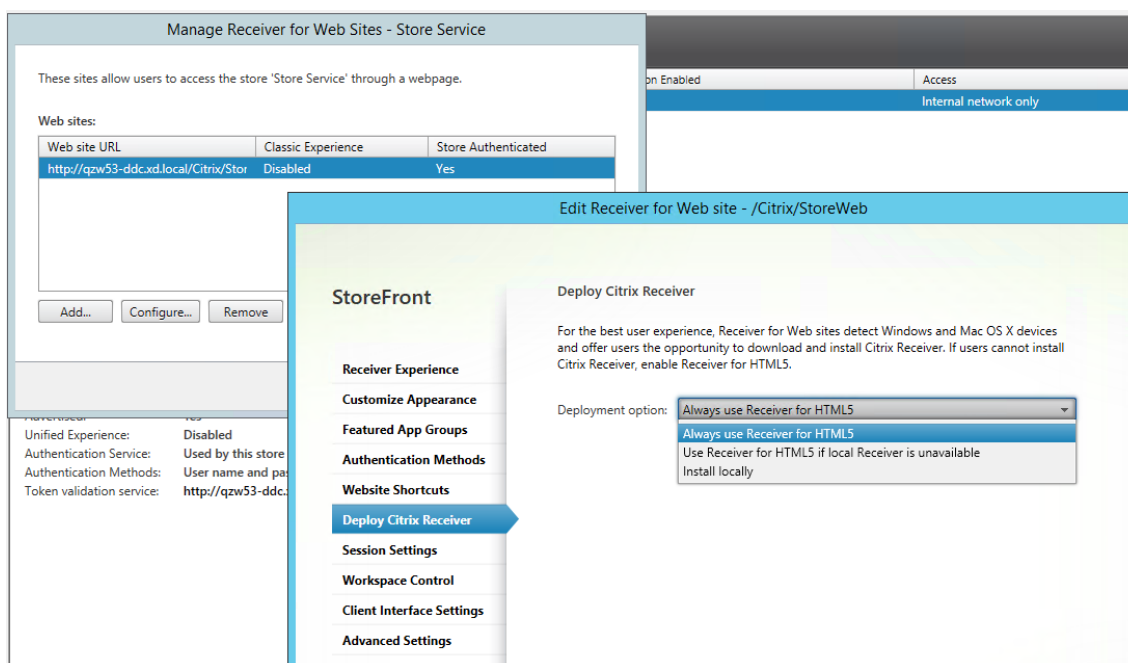 Manage Receiver for Web Sites - Store Service
These sites allow users to access the store 'Store Service' through a webpage.
Web sites:
Web site URL Classic Experience Store Authenticated
http://qzw53-ddc.xd.local/Citrix/Stor Disabled Yes
Add... Configure... Remove
on Enabled Access
Internal network only
Unified Experience: Disabled
Authentication Service: Used by this store
Authentication Methods: User name and pas
Token validation service: http://qzw53-ddc.
Edit Receiver for Web site - /Citrix/StoreWeb
StoreFront
Receiver Experience
Customize Appearance
Featured App Groups
Authentication Methods
Website Shortcuts
Deploy Citrix Receiver
Session Settings
Workspace Control
Client Interface Settings
Advanced Settings
Deploy Citrix Receiver
For the best user experience, Receiver for Web sites detect Windows and Mac OS X devices
and offer users the opportunity to download and install Citrix Receiver. If users cannot install
Citrix Receiver, enable Receiver for HTML5.
Deployment option: Always use Receiver for HTML5
Always use Receiver for HTML5
Use Receiver for HTML5 if local Receiver is unavailable
Install locally